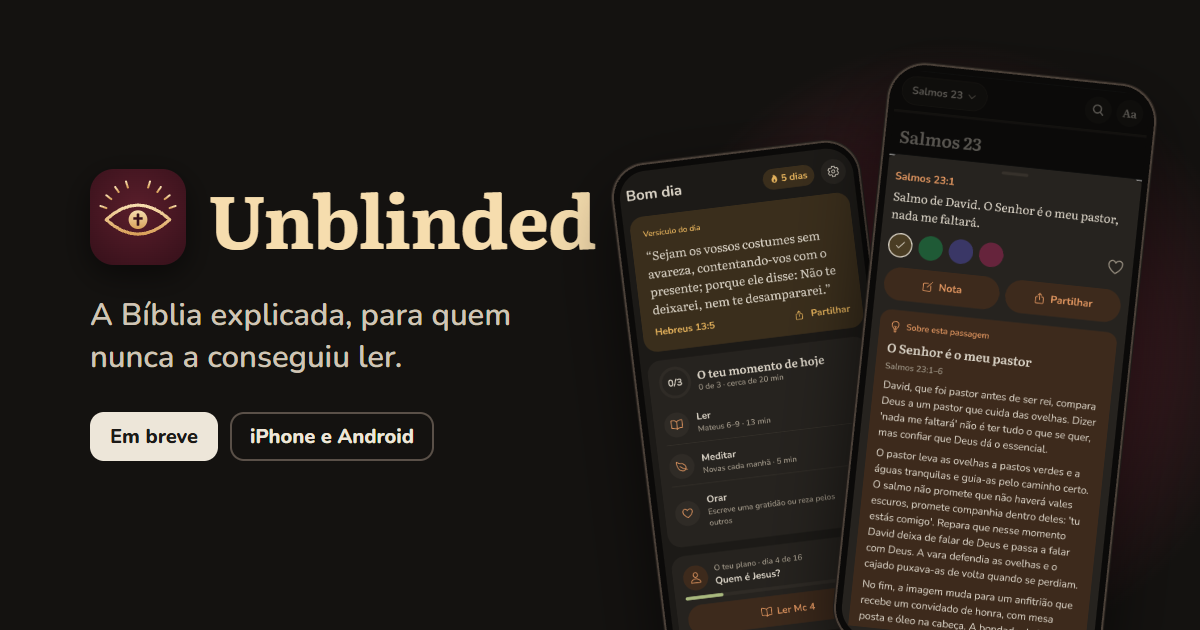 Unblinded
A Bíblia explicada, para quem
nunca a conseguiu ler.
Em breve
iPhone e Android
Bom dia
5 dias
Versículo do dia
“Sejam os vossos costumes sem
avareza, contentando-vos com o
presente; porque ele disse: Não te
deixarei, nem te desampararei.”
Hebreus 13:5
Partilhar
0/3
O teu momento de hoje
0 de 3 · cerca de 20 min
Ler
Mateus 6–9 · 13 min
Meditar
Novas cada manhã · 5 min
Orar
Escreve uma gratidão ou reza pelos
outros
O teu plano · dia 4 de 16
Quem é Jesus?
Ler Mc 4
Salmos 23
Aa
Salmos 23
Salmos 23:1
Salmo de David. O Senhor é o meu pastor,
nada me faltará.
Nota
Partilhar
Sobre esta passagem
O Senhor é o meu pastor
Salmos 23:1–6
David, que foi pastor antes de ser rei, compara
Deus a um pastor que cuida das ovelhas. Dizer
'nada me faltará' não é ter tudo o que se quer,
mas confiar que Deus dá o essencial.
O pastor leva as ovelhas a pastos verdes e a
águas tranquilas e guia-as pelo caminho certo.
O salmo não promete que não haverá vales
escuros, promete companhia dentro deles: 'tu
estás comigo'. Repara que nesse momento
David deixa de falar de Deus e passa a falar
com Deus. A vara defendia as ovelhas e o
cajado puxava-as de volta quando se perdiam.
No fim, a imagem muda para um anfitrião que
recebe um convidado de honra, com mesa
posta e óleo na cabeça. A